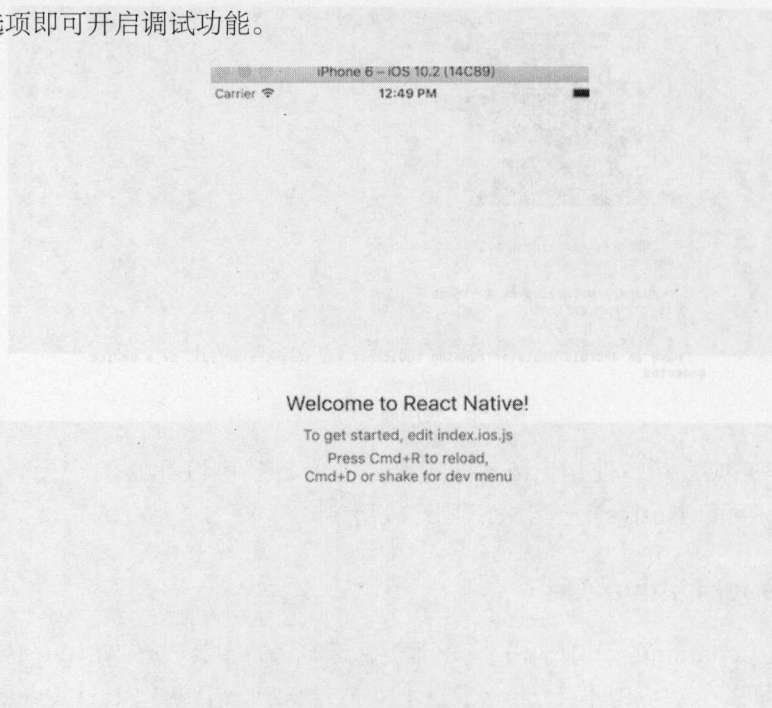 项即可开启调试功能。
iPhone 6 – iOS 10.2 (14C89)
Carrier 12:49 PM
Welcome to React Native!
To get started, edit index.ios.js
Press Cmd+R to reload,
Cmd+D or shake for dev menu